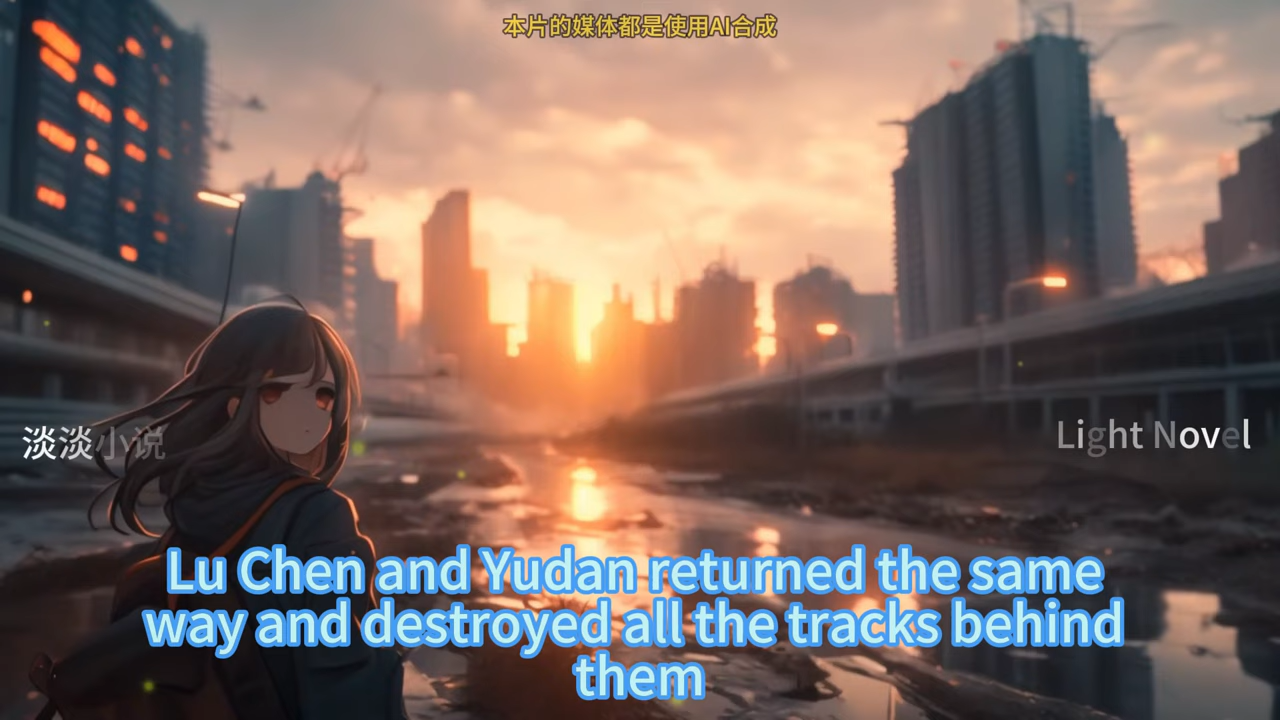 本片的媒体都是使用AI合成
淡淡小说
Light Novel
Lu Chen and Yudan returned the same
way and destroyed all the tracks behind
them